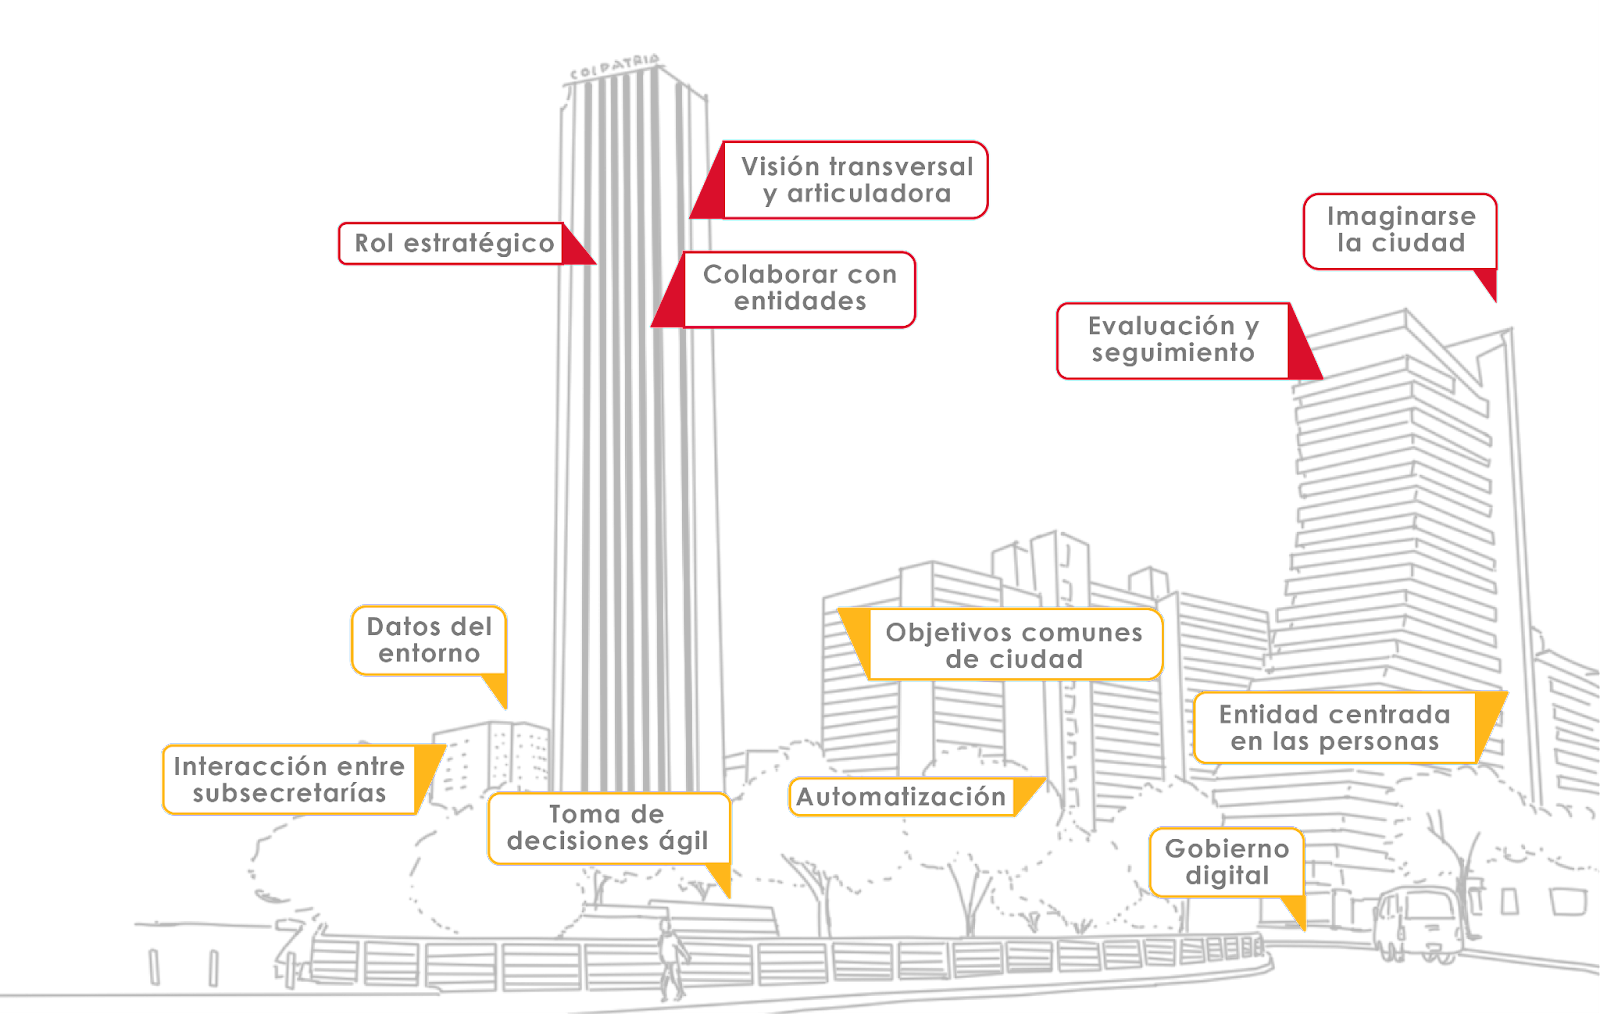 COLPATRIA
Visión transversal
y articuladora
Rol estratégico
Colaborar con
entidades
Imaginarse
la ciudad
Evaluación y
seguimiento
Datos del
entorno
Objetivos comunes
de ciudad
Entidad centrada
en las personas
Interacción entre
subsecretarías
Toma de
decisiones ágil
Automatización
Gobierno
digital